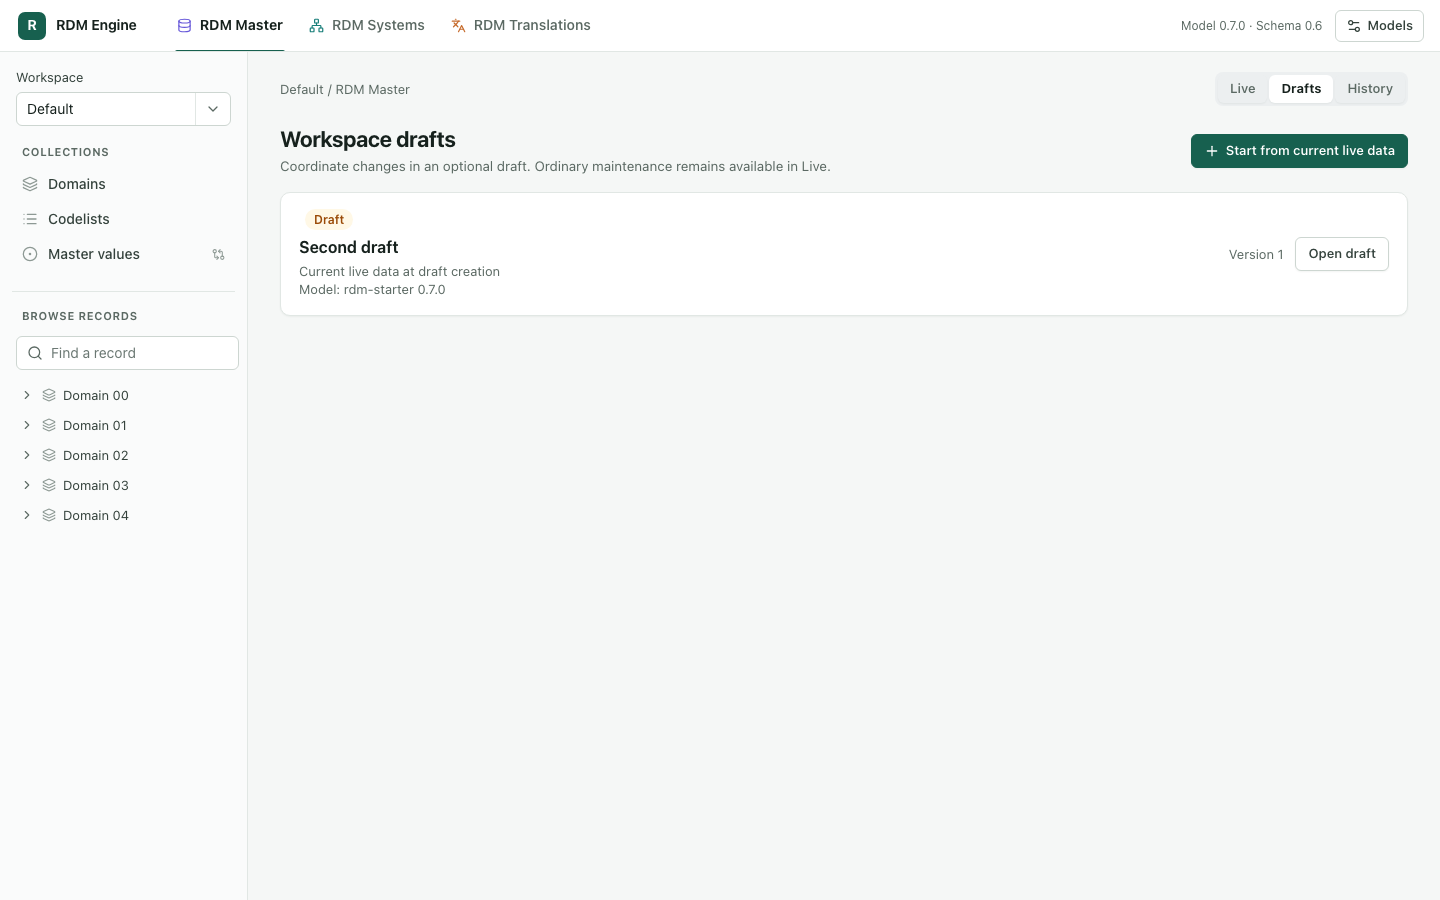 R RDM Engine RDM Master RDM Systems RDM Translations Model 0.7.0 · Schema 0.6 Models
Workspace
Default
COLLECTIONS
Domains
Codelists
Master values
BROWSE RECORDS
Find a record
Domain 00
Domain 01
Domain 02
Domain 03
Domain 04
Default / RDM Master
Live Drafts History
Workspace drafts
Coordinate changes in an optional draft. Ordinary maintenance remains available in Live.
Start from current live data
Draft
Second draft
Current live data at draft creation
Model: rdm-starter 0.7.0
Version 1 Open draft